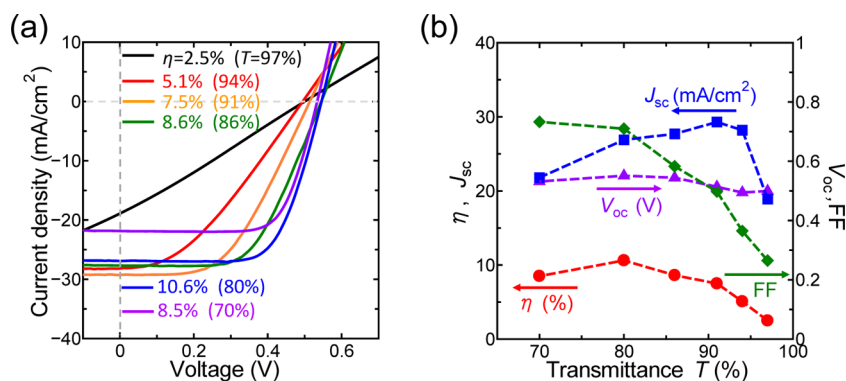 (a)
Current density (mA/cm²)
10
0
−10
−20
−30
−40
η=2.5% (T=97%)
5.1% (94%)
7.5% (91%)
8.6% (86%)
10.6% (80%)
8.5% (70%)
0 0.2 0.4 0.6
Voltage (V)
(b)
η , Jsc
40
30
20
10
0
Jsc (mA/cm²)
Voc (V)
FF
η (%)
1
0.8
0.6
0.4
0.2
0
Voc, FF
70 80 90 100
Transmittance T (%)